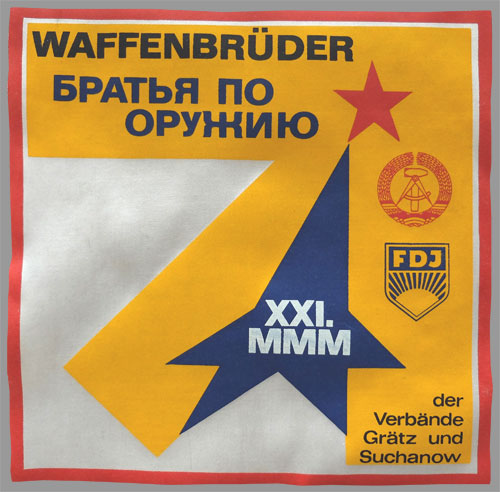 WAFFENBRÜDER
БРАТЬЯ ПО
ОРУЖИЮ
FDJ
XXI.
MMM
der
Verbände
Grätz und
Suchanow